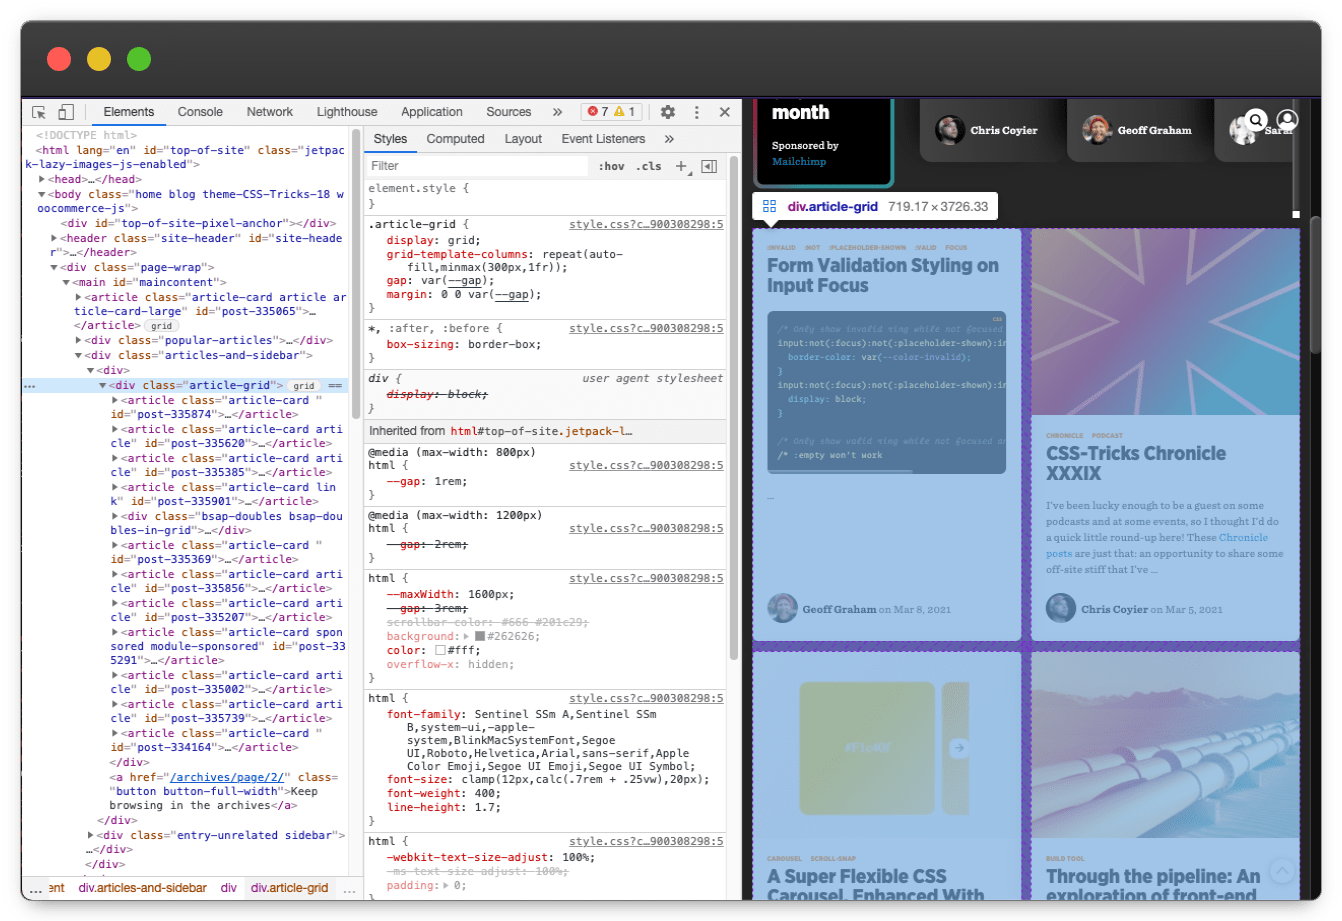 Elements Console Network Lighthouse Application Sources » 7 1
<!DOCTYPE html>
<html lang="en" id="top-of-site" class="jetpac
k-lazy-images-js-enabled">
<head>…</head>
<body class="home blog theme-CSS-Tricks-18 w
oocommerce-js">
<div id="top-of-site-pixel-anchor"></div>
<header class="site-header" id="site-heade
r">…</header>
<div class="page-wrap">
<main id="maincontent">
<article class="article-card article ar
ticle-card-large" id="post-335065">…
</article> grid
<div class="popular-articles">…</div>
<div class="articles-and-sidebar">
<div>
… <div class="article-grid"> grid ==
<article class="article-card "
id="post-335874">…</article>
<article class="article-card arti
cle" id="post-335620">…</article>
<article class="article-card arti
cle" id="post-335385">…</article>
<article class="article-card lin
k" id="post-335901">…</article>
<div class="bsap-doubles bsap-dou
bles-in-grid">…</div>
<article class="article-card "
id="post-335369">…</article>
<article class="article-card arti
cle" id="post-335856">…</article>
<article class="article-card arti
cle" id="post-335207">…</article>
<article class="article-card spon
sored module-sponsored" id="post-33
5291">…</article>
<article class="article-card arti
cle" id="post-335002">…</article>
<article class="article-card arti
cle" id="post-335739">…</article>
<article class="article-card "
id="post-334164">…</article>
</div>
<a href="/archives/page/2/" class=
"button button-full-width">Keep
browsing in the archives</a>
</div>
<div class="entry-unrelated sidebar">
…</div>
</div>
… ent div.articles-and-sidebar div div.article-grid …
Styles Computed Layout Event Listeners »
Filter :hov .cls +
element.style {
}
.article-grid { style.css?c…900308298:5
display: grid;
grid-template-columns: repeat(auto-
fill,minmax(300px,1fr));
gap: var(--gap);
margin: 0 0 var(--gap);
}
*, :after, :before { style.css?c…900308298:5
box-sizing: border-box;
}
div { user agent stylesheet
display: block;
}
Inherited from html#top-of-site.jetpack-l…
@media (max-width: 800px)
html { style.css?c…900308298:5
--gap: 1rem;
}
@media (max-width: 1200px)
html { style.css?c…900308298:5
--gap: 2rem;
}
html { style.css?c…900308298:5
--maxWidth: 1600px;
--gap: 3rem;
scrollbar-color: #666 #201c29;
background: #262626;
color: #fff;
overflow-x: hidden;
}
html { style.css?c…900308298:5
font-family: Sentinel SSm A,Sentinel SSm
B,system-ui,-apple-
system,BlinkMacSystemFont,Segoe
UI,Roboto,Helvetica,Arial,sans-serif,Apple
Color Emoji,Segoe UI Emoji,Segoe UI Symbol;
font-size: clamp(12px,calc(.7rem + .25vw),20px);
font-weight: 400;
line-height: 1.7;
}
html { style.css?c…900308298:5
-webkit-text-size-adjust: 100%;
-ms-text-size-adjust: 100%;
padding: 0;
month
Sponsored by
Mailchimp
Chris Coyier
Geoff Graham
Sara
div.article-grid 719.17 × 3726.33
:INVALID :NOT :PLACEHOLDER-SHOWN :VALID FOCUS
Form Validation Styling on
Input Focus
CSS
/* Only show invalid ring while not focused
input:not(:focus):not(:placeholder-shown):in
border-color: var(--color-invalid);
}
input:not(:focus):not(:placeholder-shown):in
display: block;
}
/* Only show valid ring while not focused an
/* :empty won't work
…
Geoff Graham on Mar 8, 2021
CHRONICLE PODCAST
CSS-Tricks Chronicle
XXXIX
I've been lucky enough to be a guest on some
podcasts and at some events, so I thought I'd do
a quick little round-up here! These Chronicle
posts are just that: an opportunity to share some
off-site stiff that I've …
Chris Coyier on Mar 5, 2021
CAROUSEL SCROLL-SNAP
A Super Flexible CSS
Carousel, Enhanced With
BUILD TOOL
Through the pipeline: An
exploration of front-end